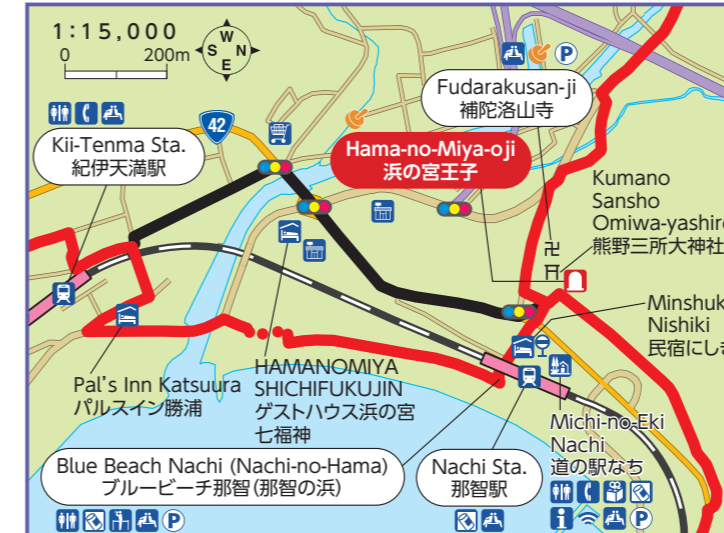 1:15,000
0 200m
W
S N
E
42
P
Fudarakusan-ji
補陀洛山寺
Kii-Tenma Sta.
紀伊天満駅
Hama-no-Miya-oji
浜の宮王子
Kumano
Sansho
Omiwa-yashiro
熊野三所大神社
卍
Minshuk
Nishiki
民宿にしき
Pal's Inn Katsuura
パルスイン勝浦
HAMANOMIYA
SHICHIFUKUJIN
ゲストハウス浜の宮
七福神
Michi-no-Eki
Nachi
道の駅なち
Blue Beach Nachi (Nachi-no-Hama)
ブルービーチ那智(那智の浜)
Nachi Sta.
那智駅
P
i P